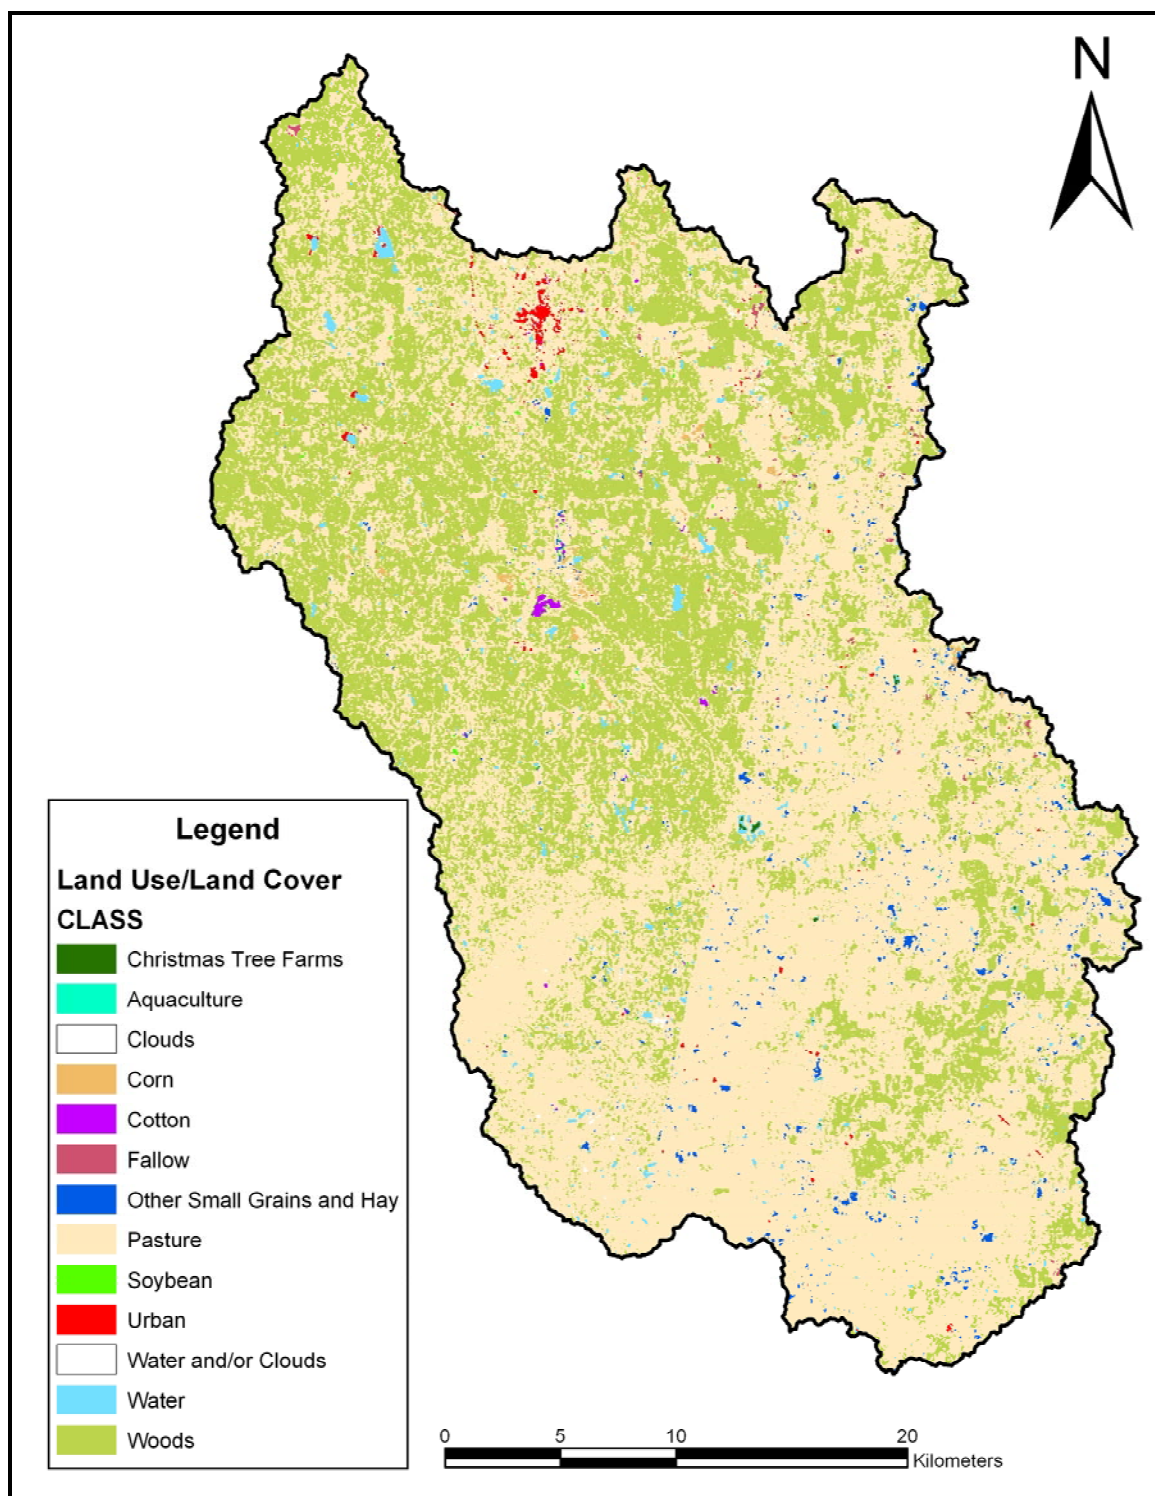 N
Legend
Land Use/Land Cover
CLASS
Christmas Tree Farms
Aquaculture
Clouds
Corn
Cotton
Fallow
Other Small Grains and Hay
Pasture
Soybean
Urban
Water and/or Clouds
Water
Woods
0 5 10 20
Kilometers